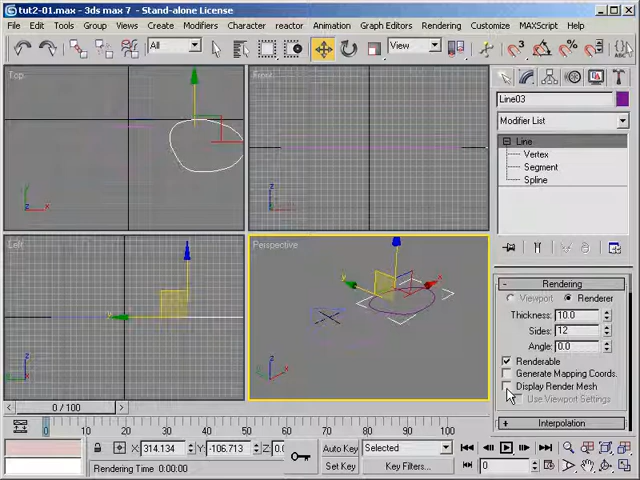 tut2-01.max - 3ds max 7 - Stand-alone License
File Edit Tools Group Views Create Modifiers Character reactor Animation Graph Editors Rendering Customize MAXScript Help
All View
Top Front
Line03
Modifier List
Line
Vertex
Segment
Spline
Left Perspective
Rendering
Viewport Renderer
Thickness: 10.0
Sides: 12
Angle: 0.0
Renderable
Generate Mapping Coords.
Display Render Mesh
Use Viewport Settings
Interpolation
0 / 100
0 10 20 30 40 50 60 70 80 90 100
X 314.134 Y -106.713 Z
Auto Key Selected
Rendering Time 0:00:00 Set Key Key Filters... 0